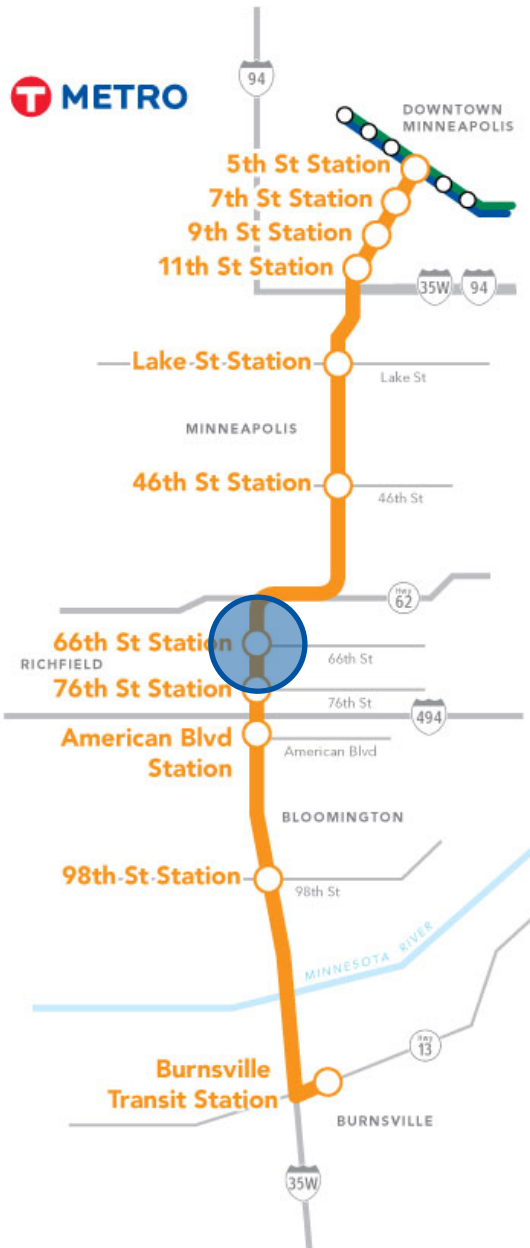 94
T METRO
DOWNTOWN
MINNEAPOLIS
5th St Station
7th St Station
9th St Station
11th St Station
35W 94
Lake St Station
Lake St
MINNEAPOLIS
46th St Station
46th St
Hwy
62
66th St Station
66th St
RICHFIELD
76th St Station
76th St
494
American Blvd
Station
American Blvd
BLOOMINGTON
98th St Station
98th St
MINNESOTA RIVER
Hwy
13
Burnsville
Transit Station
BURNSVILLE
35W